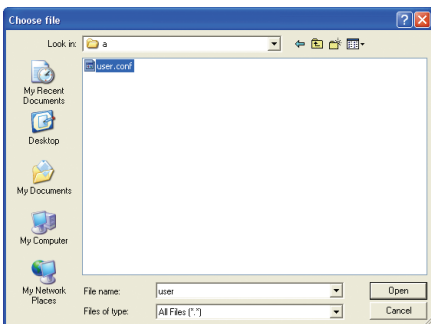 Choose file
Look in:
a
user.conf
My Recent
Documents
Desktop
My Documents
My Computer
My Network
Places
File name:
user
Open
Files of type:
All Files (*.*)
Cancel